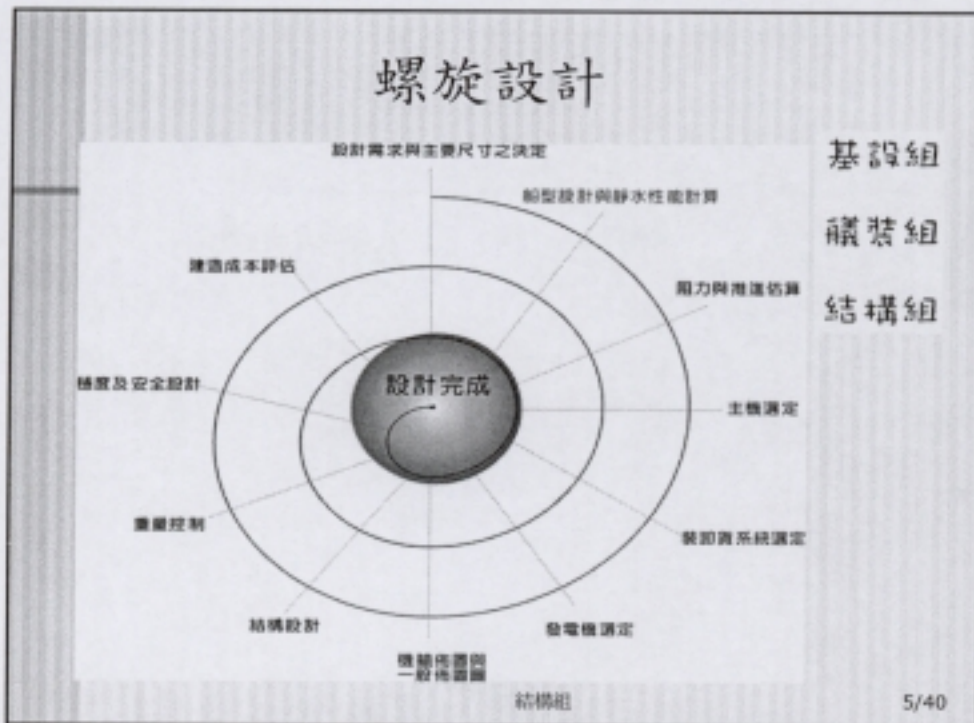 螺旋設計
設計需求與主要尺寸之決定
船型設計與靜水性能計算
阻力與推進估算
主機選定
裝卸貨系統選定
發電機選定
機艙佈置與
一般佈置圖
結構設計
重量控制
穩度及安全設計
建造成本評估
設計完成
基設組
艤裝組
結構組
結構組
5/40